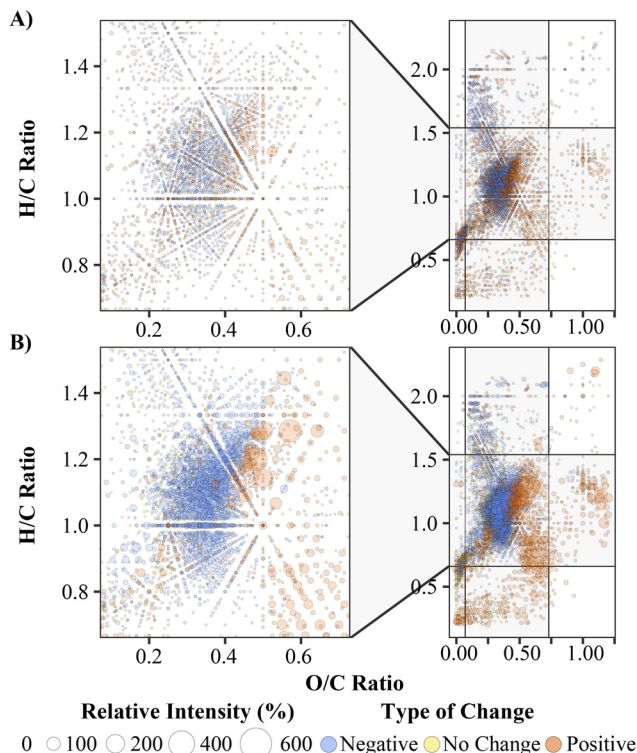 A)
H/C Ratio
1.4
1.2
1.0
0.8
0.2 0.4 0.6
2.0
1.5
1.0
0.5
0.00 0.50 1.00
B)
H/C Ratio
1.4
1.2
1.0
0.8
0.2 0.4 0.6
2.0
1.5
1.0
0.5
0.00 0.50 1.00
O/C Ratio
Relative Intensity (%) Type of Change
0 100 200 400 600 Negative No Change Positive